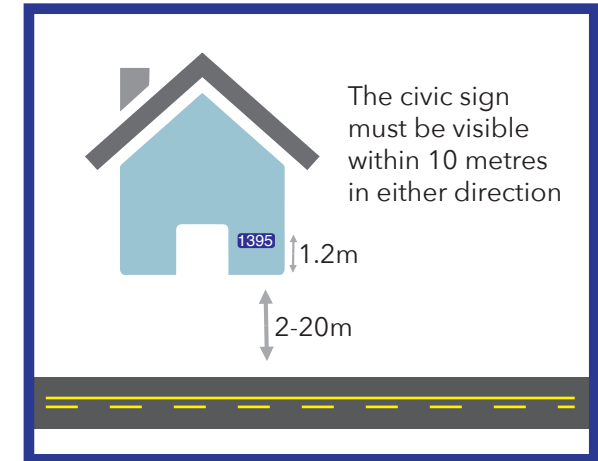 The civic sign
must be visible
within 10 metres
in either direction
1395
1.2m
2-20m